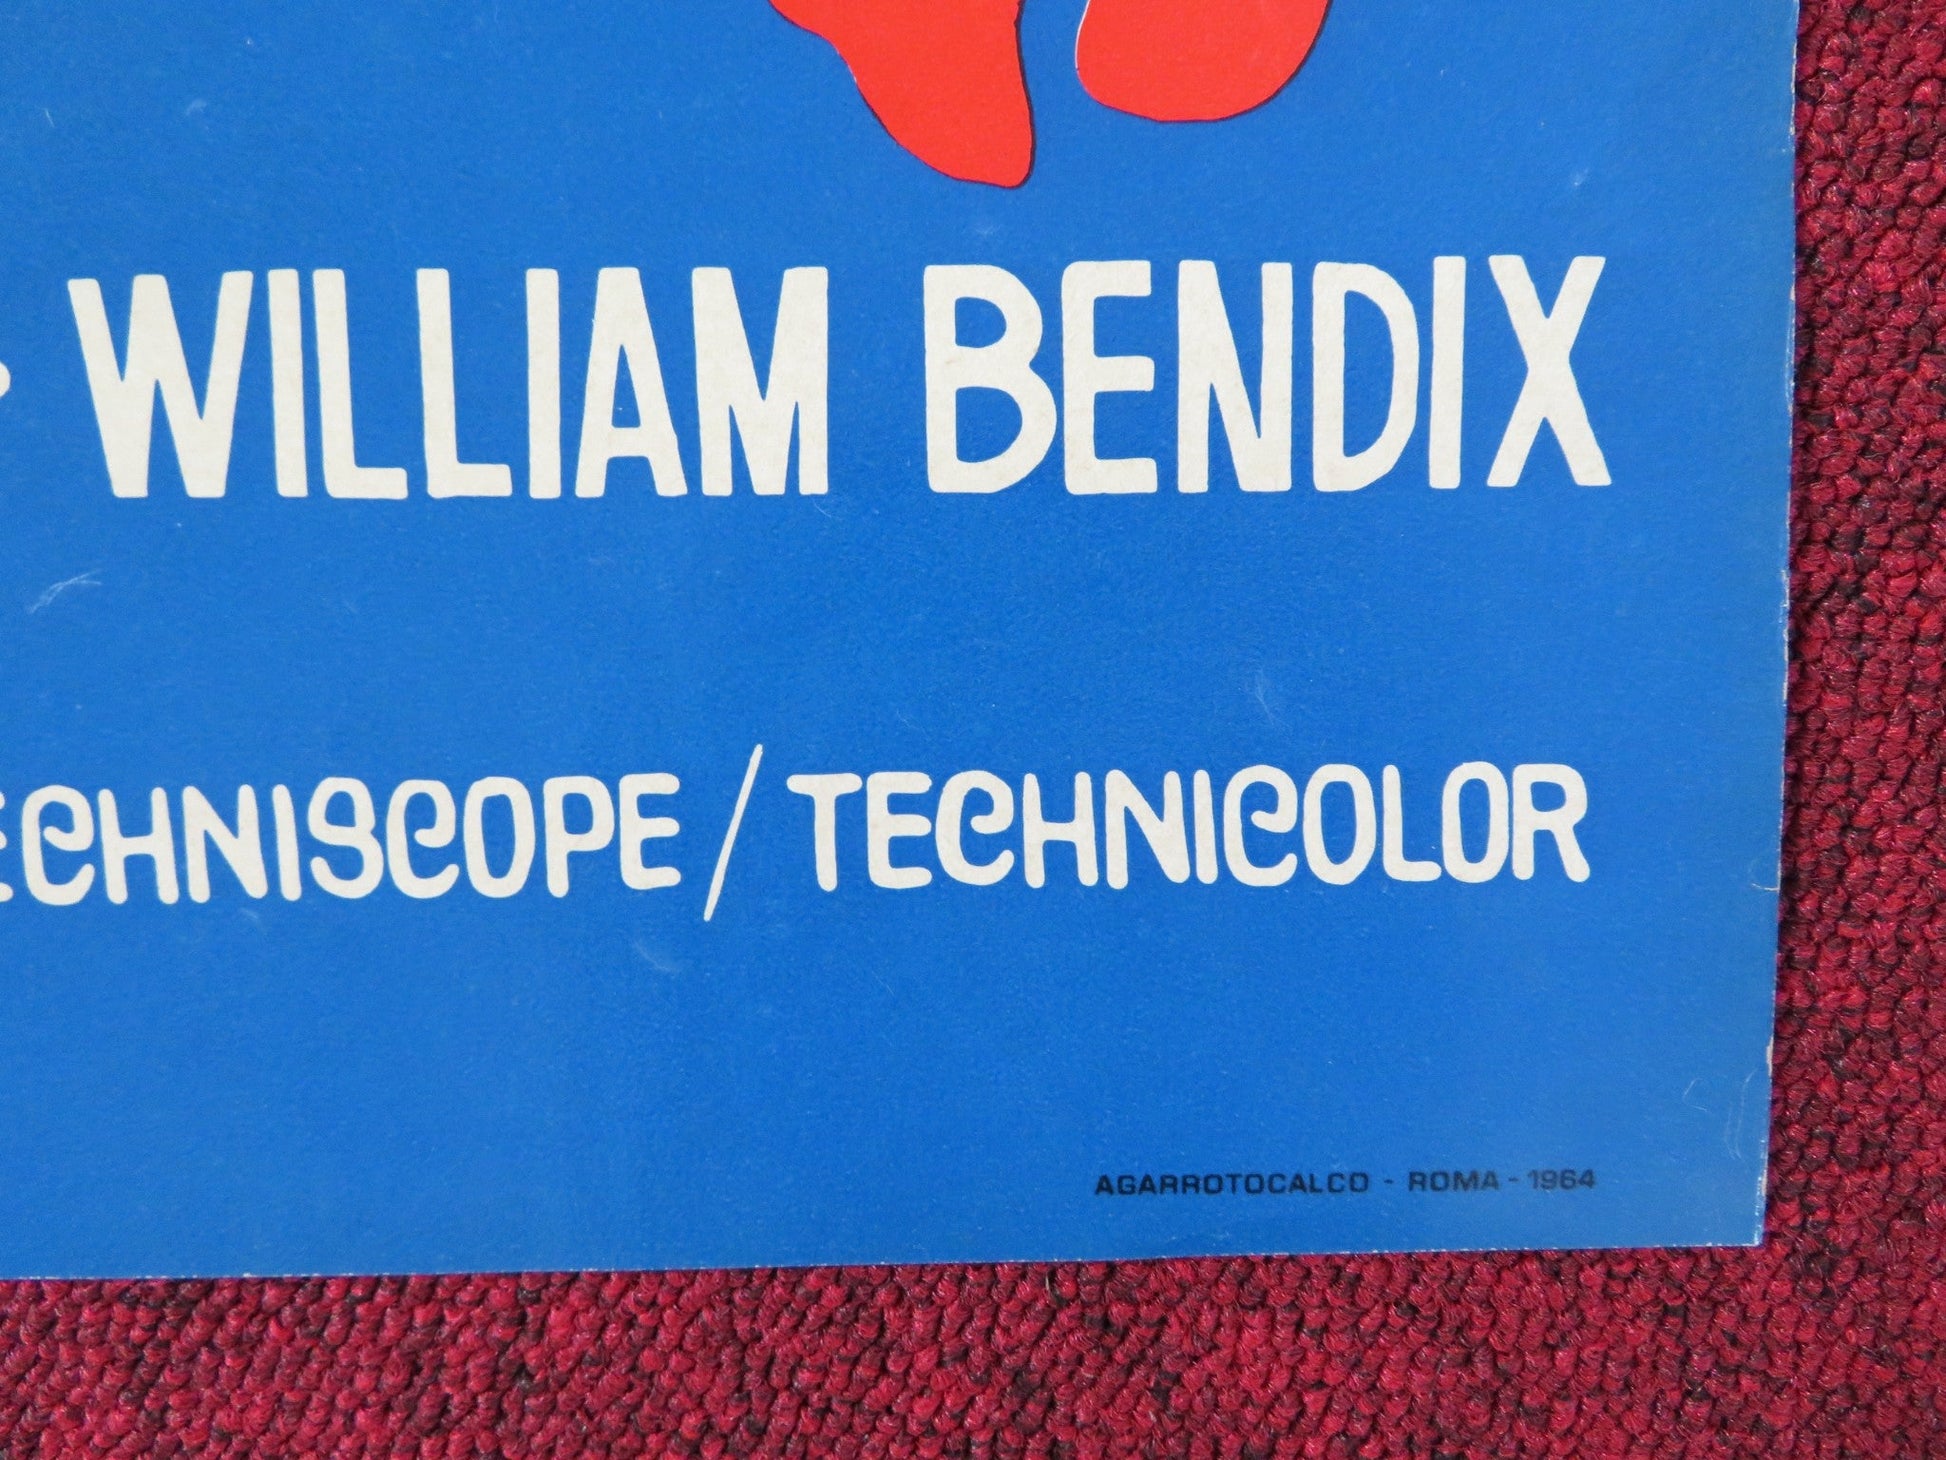 WILLIAM BENDIX
ECHNISCOPE/TECHNICOLOR
AGARROTOCALCO - ROMA - 1964